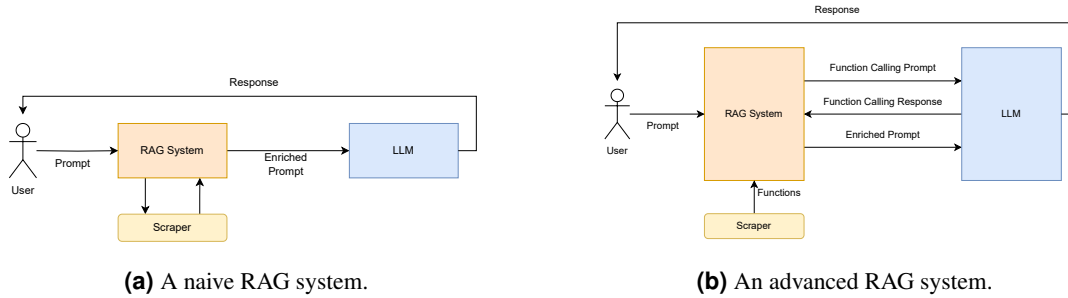 Response
Prompt
User
RAG System
Enriched
Prompt
LLM
Scraper
(a) A naive RAG system.
Response
Prompt
User
RAG System
Function Calling Prompt
Function Calling Response
Enriched Prompt
LLM
Functions
Scraper
(b) An advanced RAG system.